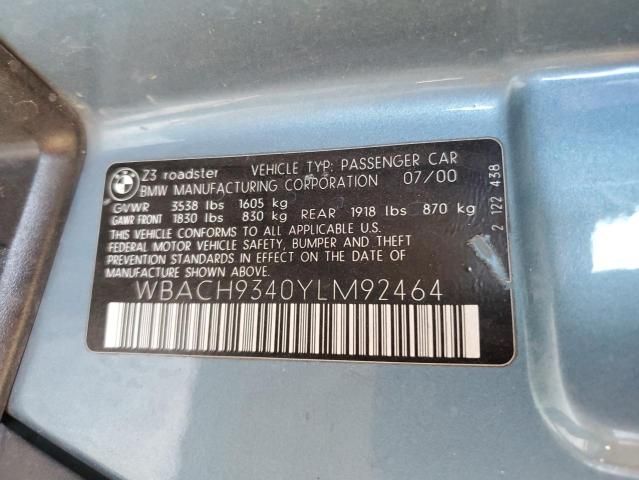 BMW
Z3 roadster VEHICLE TYP: PASSENGER CAR
BMW MANUFACTURING CORPORATION 07/00
GVWR 3538 lbs 1605 kg
GAWR FRONT 1830 lbs 830 kg REAR 1918 lbs 870 kg
THIS VEHICLE CONFORMS TO ALL APPLICABLE U.S.
FEDERAL MOTOR VEHICLE SAFETY, BUMPER AND THEFT
PREVENTION STANDARDS IN EFFECT ON THE DATE OF
MANUFACTURE SHOWN ABOVE.
WBACH9340YLM92464
2 122 438